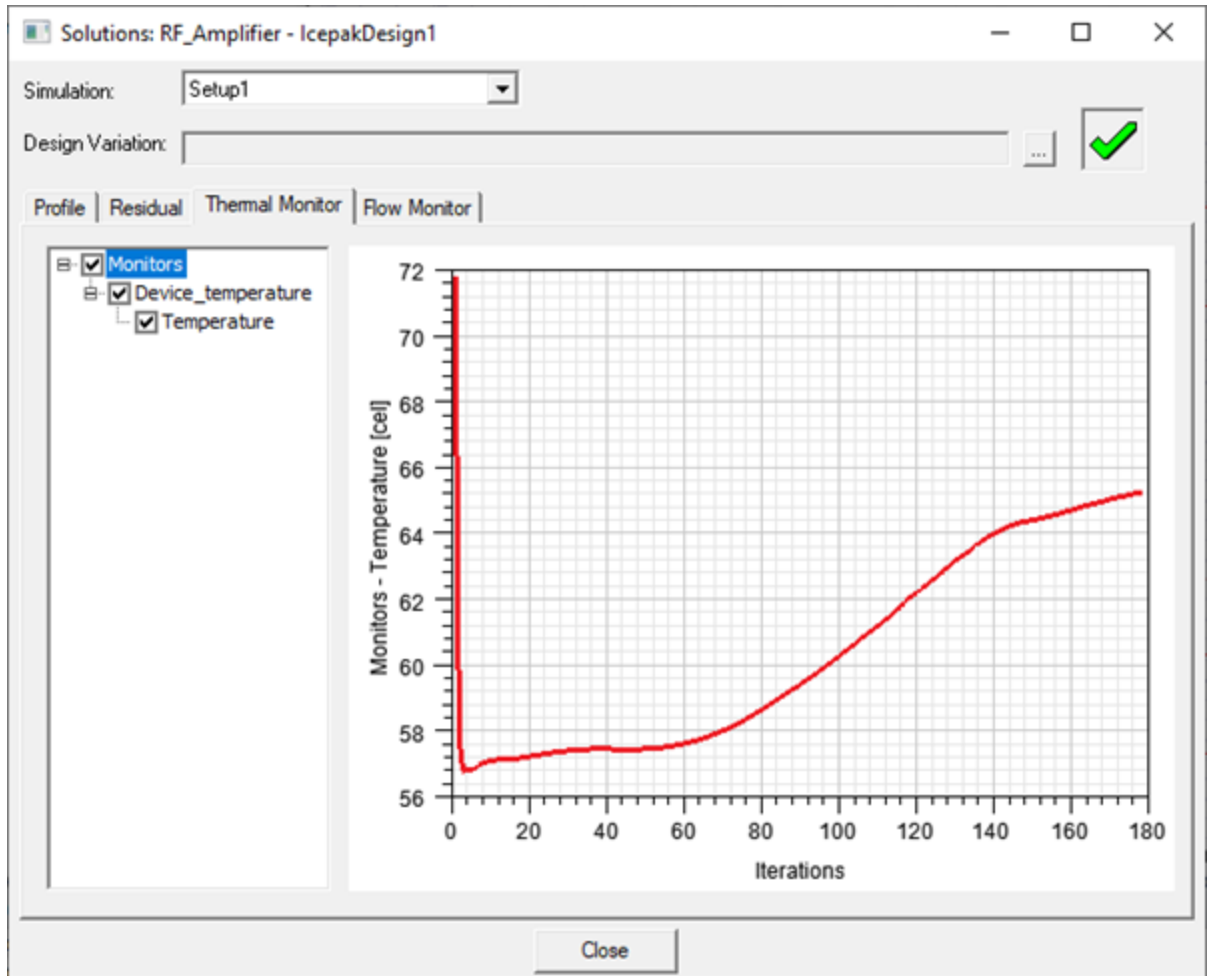 Solutions: RF_Amplifier - IcepakDesign1
Simulation: Setup1
Design Variation: ...
Profile Residual Thermal Monitor Flow Monitor
Monitors
Device_temperature
Temperature
Monitors - Temperature [cel]
72
70
68
66
64
62
60
58
56
0 20 40 60 80 100 120 140 160 180
Iterations
Close